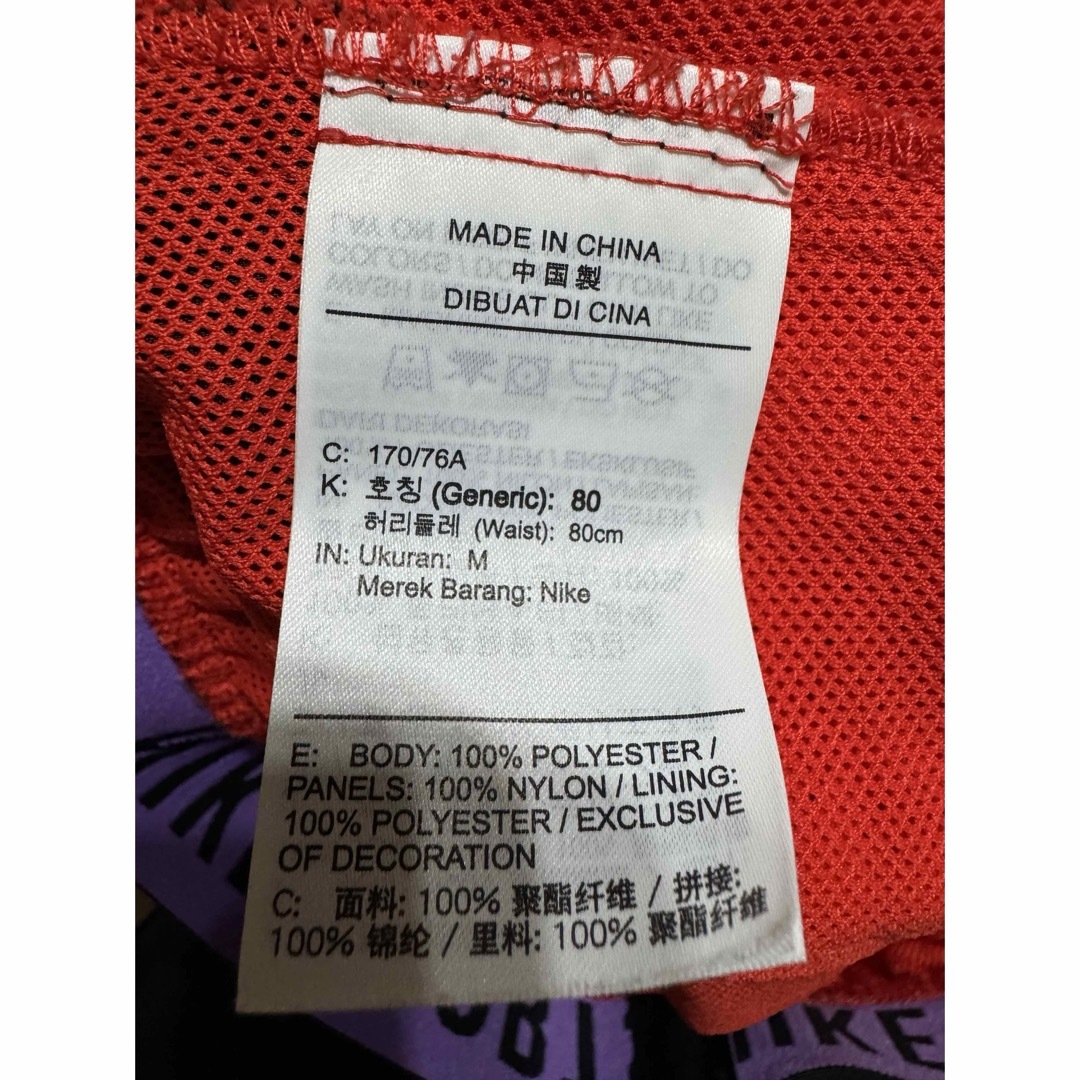 MADE IN CHINA
中国製
DIBUAT DI CINA
C: 170/76A
K: 호칭 (Generic): 80
허리둘레 (Waist): 80cm
IN: Ukuran: M
Merek Barang: Nike
E: BODY: 100% POLYESTER /
PANELS: 100% NYLON / LINING:
100% POLYESTER / EXCLUSIVE
OF DECORATION
C: 面料: 100% 聚酯纤维 / 拼接:
100% 锦纶 / 里料: 100% 聚酯纤维